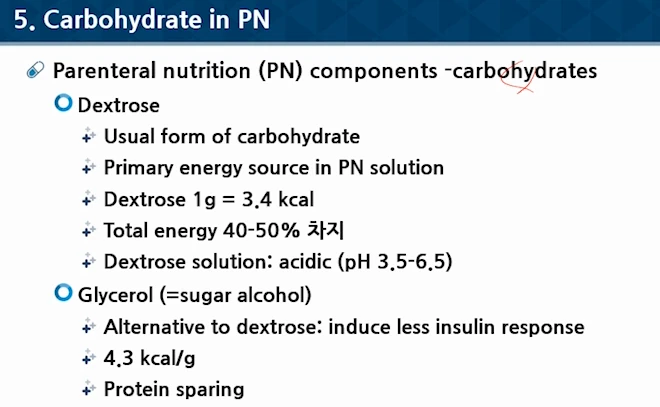 5. Carbohydrate in PN
Parenteral nutrition (PN) components -carbohydrates
Dextrose
Usual form of carbohydrate
Primary energy source in PN solution
Dextrose 1g = 3.4 kcal
Total energy 40-50% 차지
Dextrose solution: acidic (pH 3.5-6.5)
Glycerol (=sugar alcohol)
Alternative to dextrose: induce less insulin response
4.3 kcal/g
Protein sparing